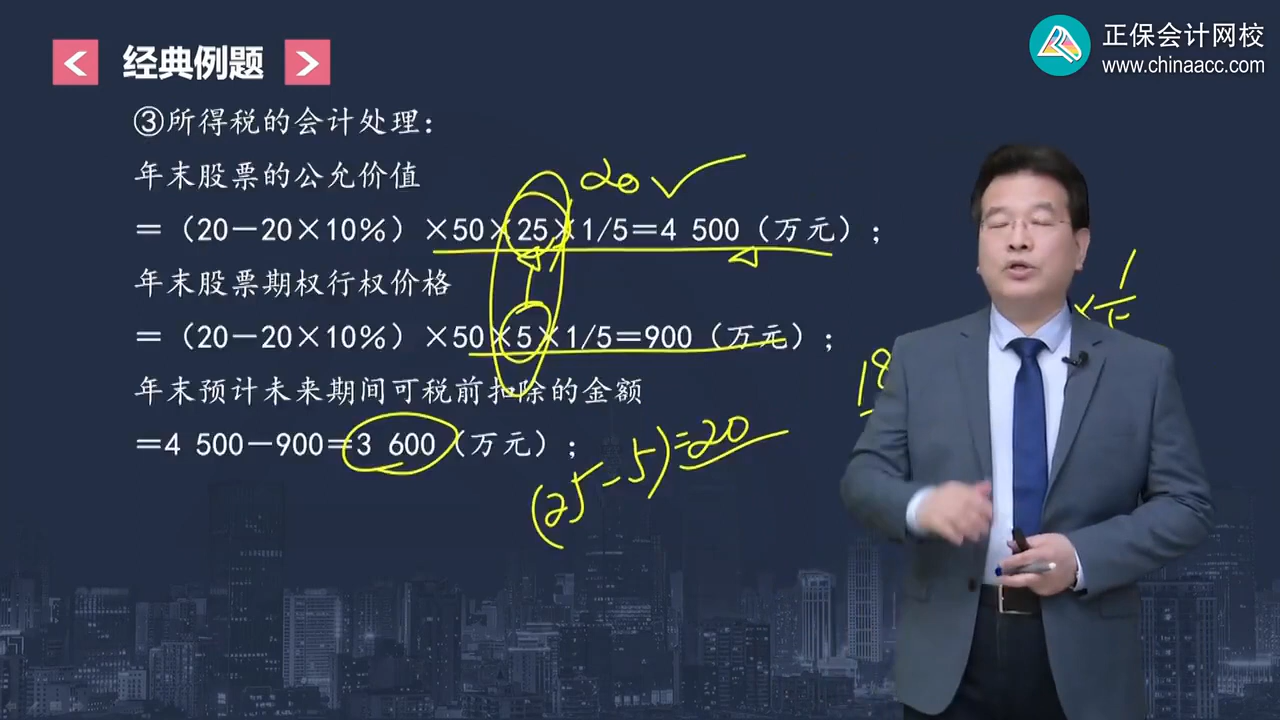 正保会计网校
www.chinaacc.com
经典例题
③所得税的会计处理：
年末股票的公允价值
20
＝（20－20×10%）×50×25×1/5＝4 500（万元）；
年末股票期权行权价格
＝（20－20×10%）×50×5×1/5＝900（万元）；
18
年末预计未来期间可税前扣除的金额
＝4 500－900＝3 600（万元）；
(25-5)=20